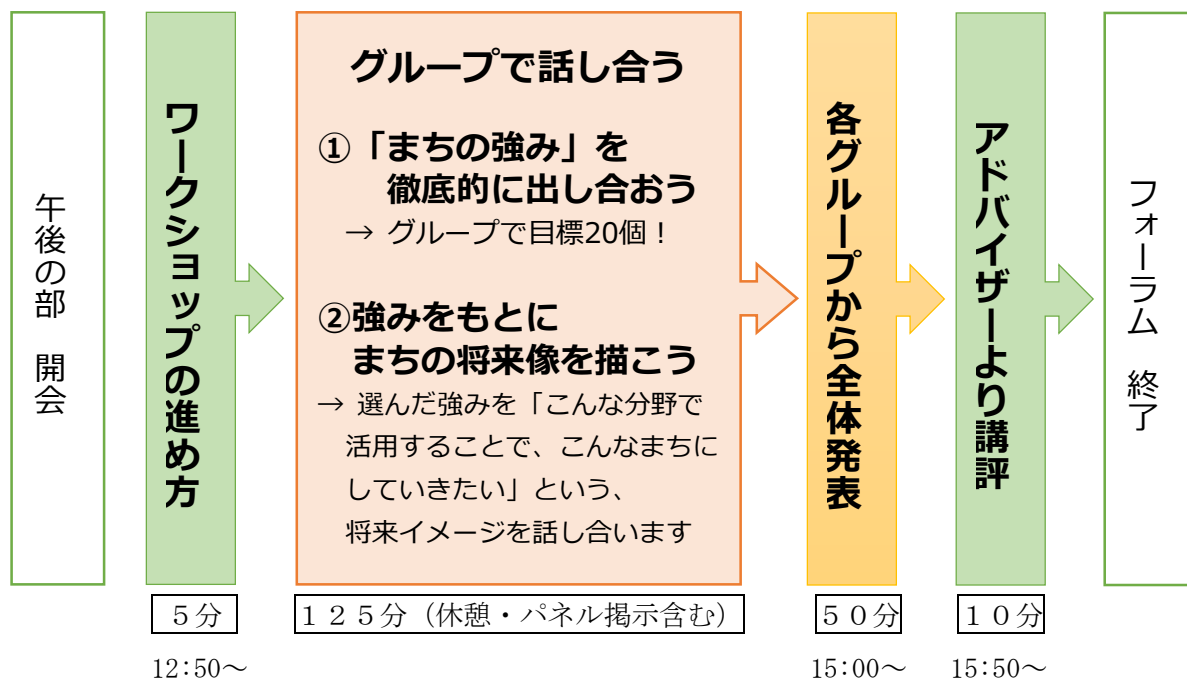 午後の部　開会
ワークショップの進め方
グループで話し合う
①「まちの強み」を
徹底的に出し合おう
→ グループで目標20個！
②強みをもとに
まちの将来像を描こう
→ 選んだ強みを「こんな分野で
活用することで、こんなまちに
していきたい」という、
将来イメージを話し合います
各グループから全体発表
アドバイザーより講評
フォーラム　終了
５分
１２５分（休憩・パネル掲示含む）
５０分
１０分
12:50～
15:00～
15:50～